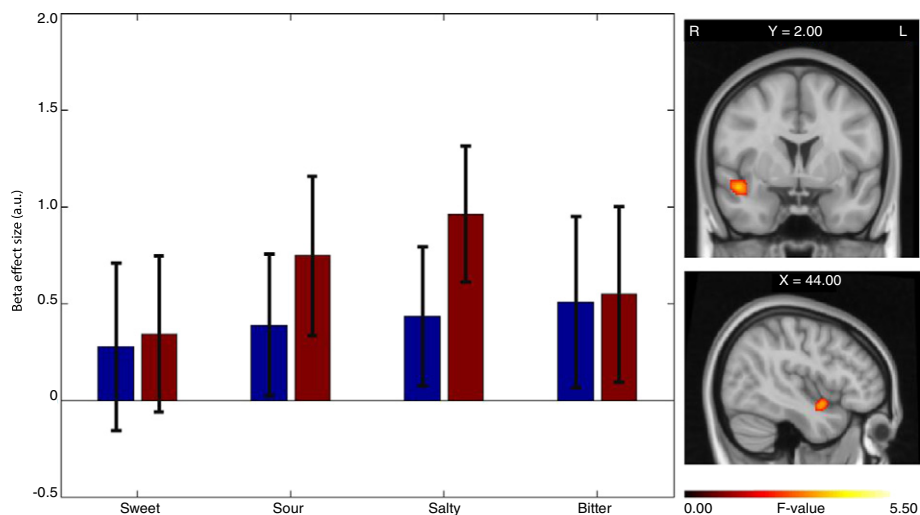 2.0
1.5
1.0
0.5
0
-0.5
Beta effect size (a.u.)
Sweet Sour Salty Bitter
R Y = 2.00 L
X = 44.00
0.00 F-value 5.50